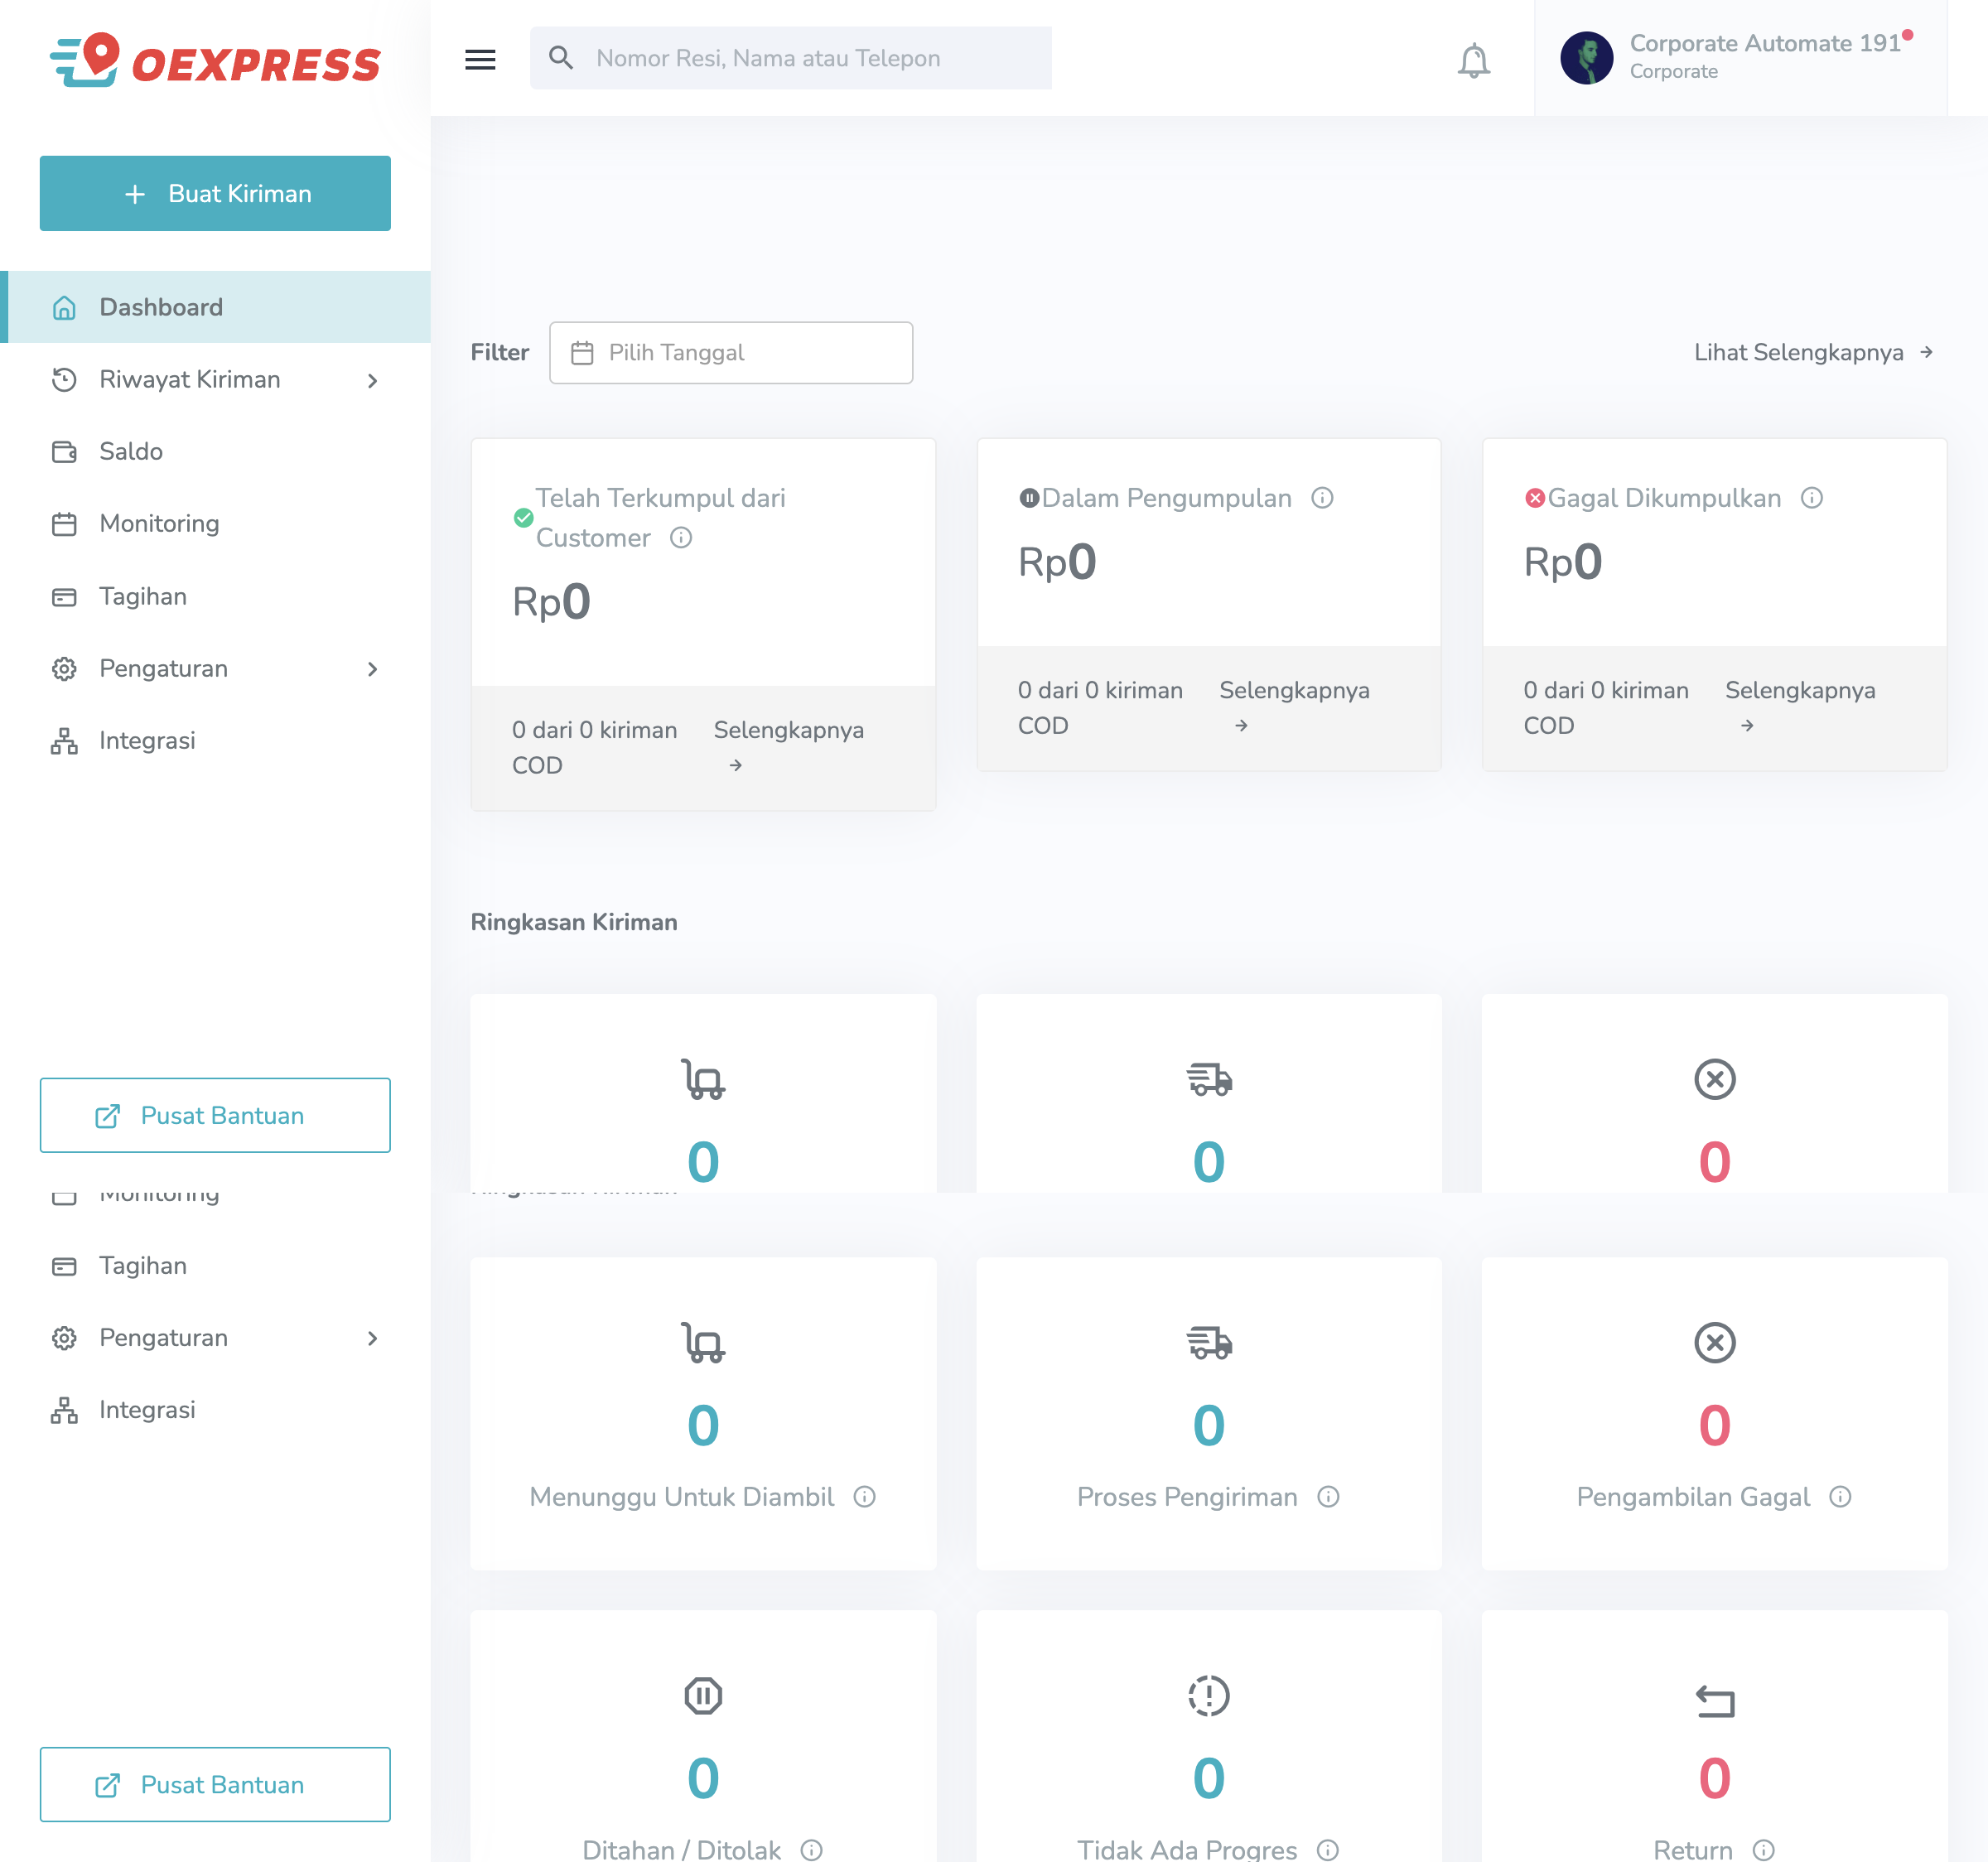 OEXPRESS
Nomor Resi, Nama atau Telepon
Corporate Automate 191
Corporate
Buat Kiriman
Dashboard
Riwayat Kiriman
Saldo
Monitoring
Tagihan
Pengaturan
Integrasi
Pusat Bantuan
Filter
Pilih Tanggal
Lihat Selengkapnya
Telah Terkumpul dari
Customer
Rp0
0 dari 0 kiriman
COD
Selengkapnya
Dalam Pengumpulan
Rp0
0 dari 0 kiriman
COD
Selengkapnya
Gagal Dikumpulkan
Rp0
0 dari 0 kiriman
COD
Selengkapnya
Ringkasan Kiriman
0
0
0
Monitoring
Tagihan
Pengaturan
Integrasi
Pusat Bantuan
Ringkasan Kiriman
0
Menunggu Untuk Diambil
0
Proses Pengiriman
0
Pengambilan Gagal
0
Ditahan / Ditolak
0
Tidak Ada Progres
0
Return